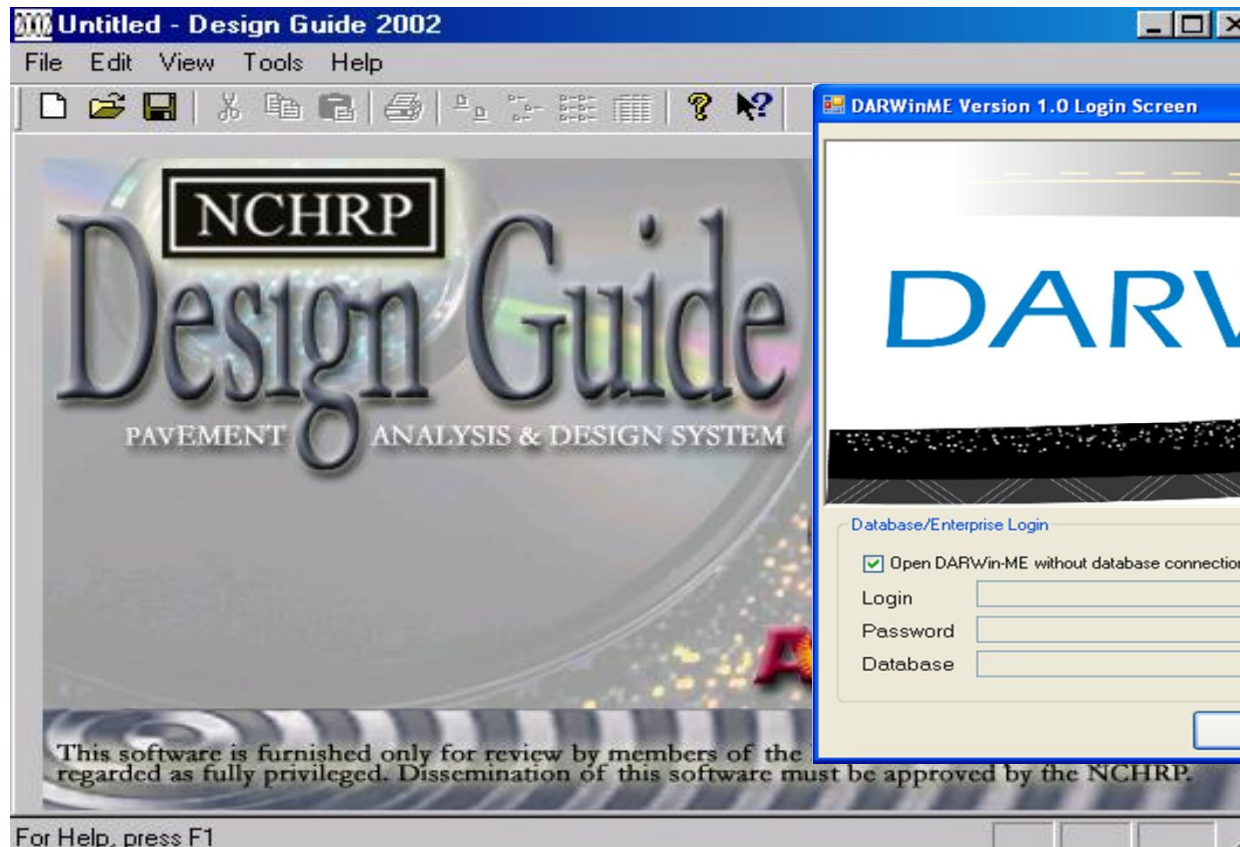 Untitled - Design Guide 2002
File Edit View Tools Help
DARWinME Version 1.0 Login Screen
NCHRP
Design Guide
PAVEMENT ANALYSIS & DESIGN SYSTEM
DARW
Database/Enterprise Login
Open DARWin-ME without database connection
Login
Password
Database
This software is furnished only for review by members of the
regarded as fully privileged. Dissemination of this software must be approved by the NCHRP.
For Help, press F1